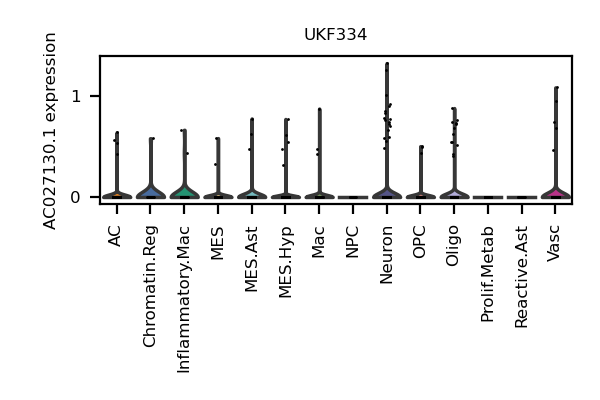 UKF334
AC027130.1 expression
1
0
AC
Chromatin.Reg
Inflammatory.Mac
MES
MES.Ast
MES.Hyp
Mac
NPC
Neuron
OPC
Oligo
Prolif.Metab
Reactive.Ast
Vasc